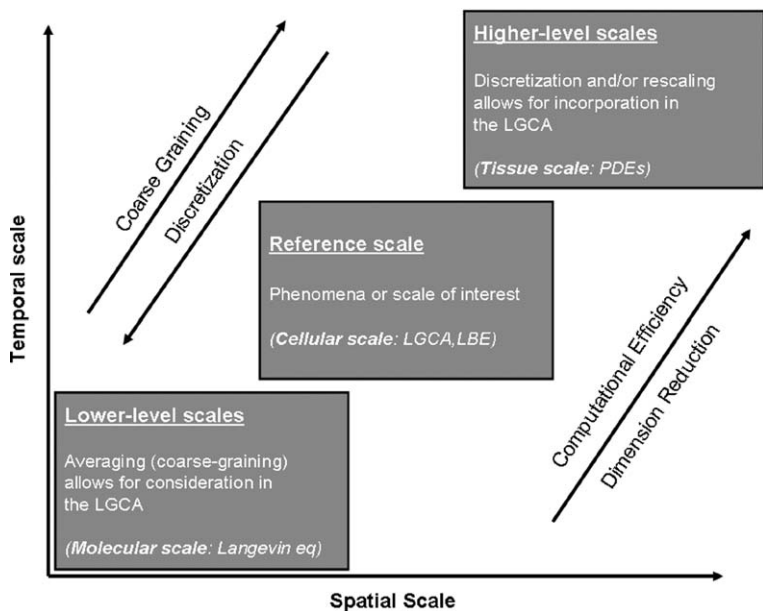 Higher-level scales
Discretization and/or rescaling
allows for incorporation in
the LGCA
(Tissue scale: PDEs)
Coarse Graining
Discretization
Reference scale
Phenomena or scale of interest
(Cellular scale: LGCA,LBE)
Temporal scale
Computational Efficiency
Dimension Reduction
Lower-level scales
Averaging (coarse-graining)
allows for consideration in
the LGCA
(Molecular scale: Langevin eq)
Spatial Scale